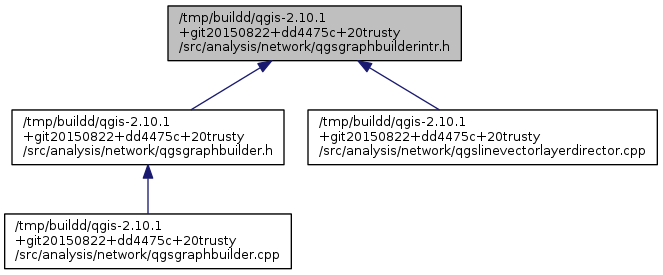 /tmp/buildd/qgis-2.10.1
+git20150822+dd4475c+20trusty
/src/analysis/network/qgsgraphbuilderintr.h
/tmp/buildd/qgis-2.10.1
+git20150822+dd4475c+20trusty
/src/analysis/network/qgsgraphbuilder.h
/tmp/buildd/qgis-2.10.1
+git20150822+dd4475c+20trusty
/src/analysis/network/qgslinevectorlayerdirector.cpp
/tmp/buildd/qgis-2.10.1
+git20150822+dd4475c+20trusty
/src/analysis/network/qgsgraphbuilder.cpp